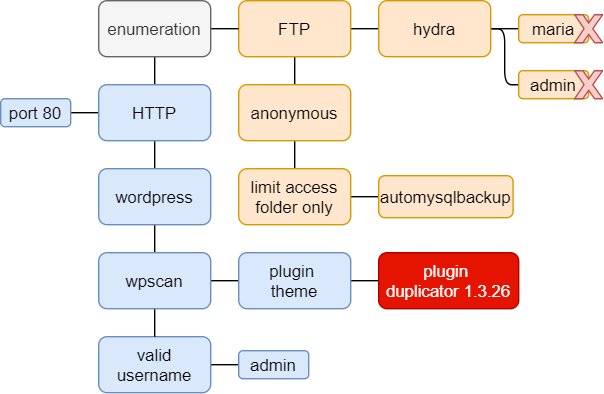 enumeration
FTP
hydra
maria
admin
port 80
HTTP
anonymous
wordpress
limit access
folder only
automysqlbackup
wpscan
plugin
theme
plugin
duplicator 1.3.26
valid
username
admin